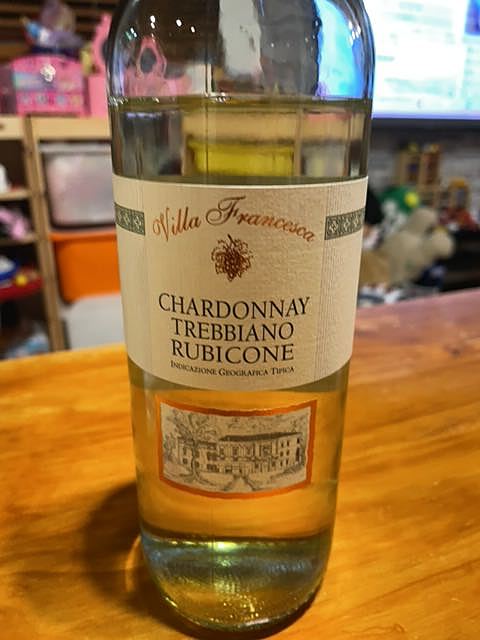 Villa Francesca
CHARDONNAY
TREBBIANO
RUBICONE
INDICAZIONE GEOGRAFICA TIPICA